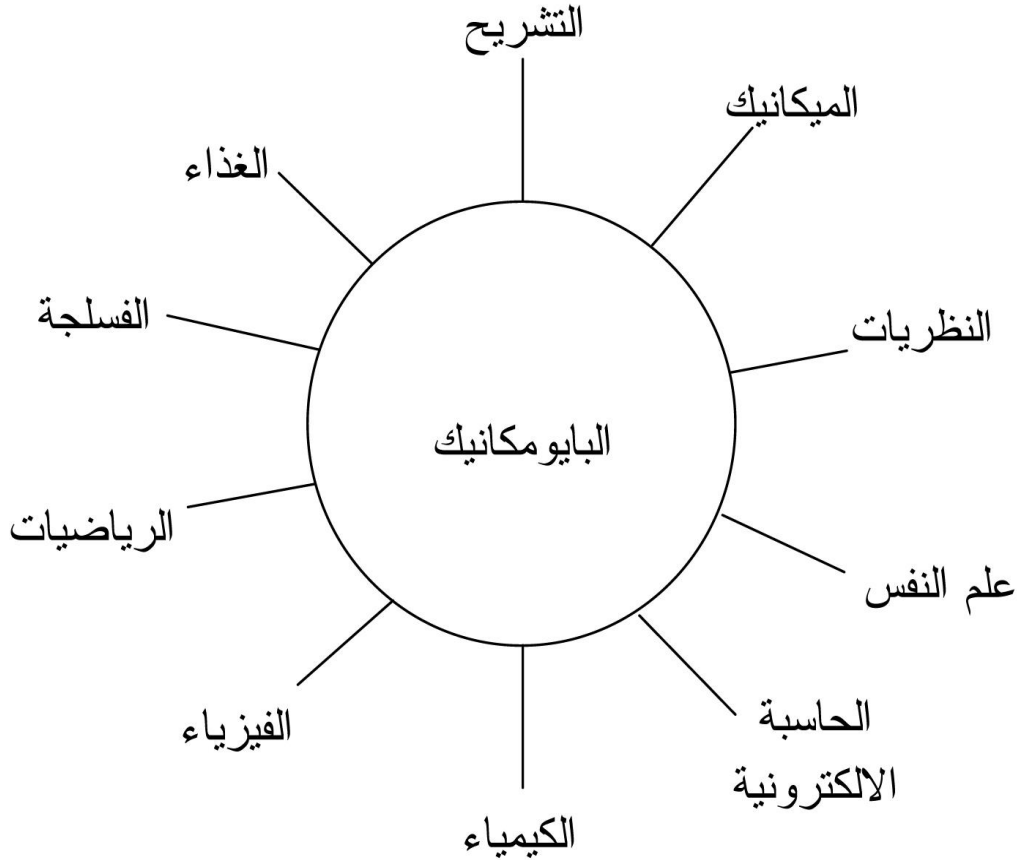 التشريح
الميكانيك
الغذاء
الفسلجة
النظريات
البايومكانيك
الرياضيات
علم النفس
الحاسبة
الالكترونية
الفيزياء
الكيمياء